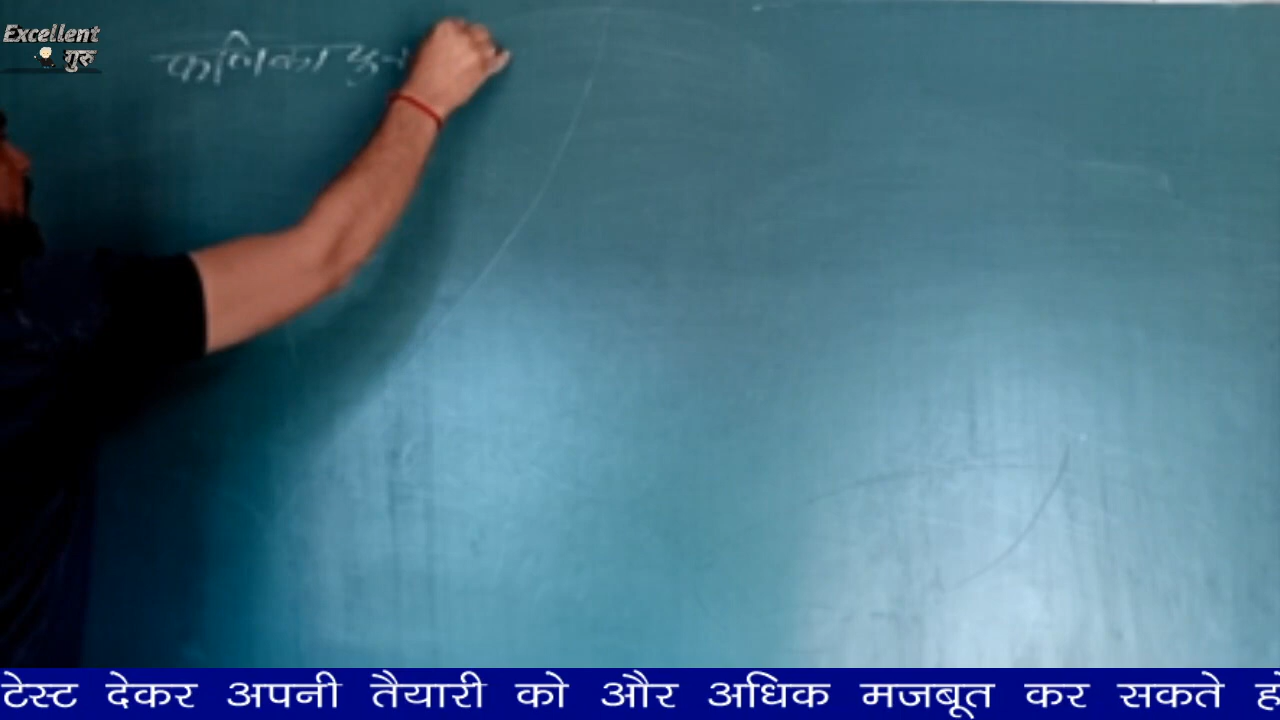 Excellent
गुरु
कणिका
टेस्ट देकर अपनी तैयारी को और अधिक मजबूत कर सकते हो